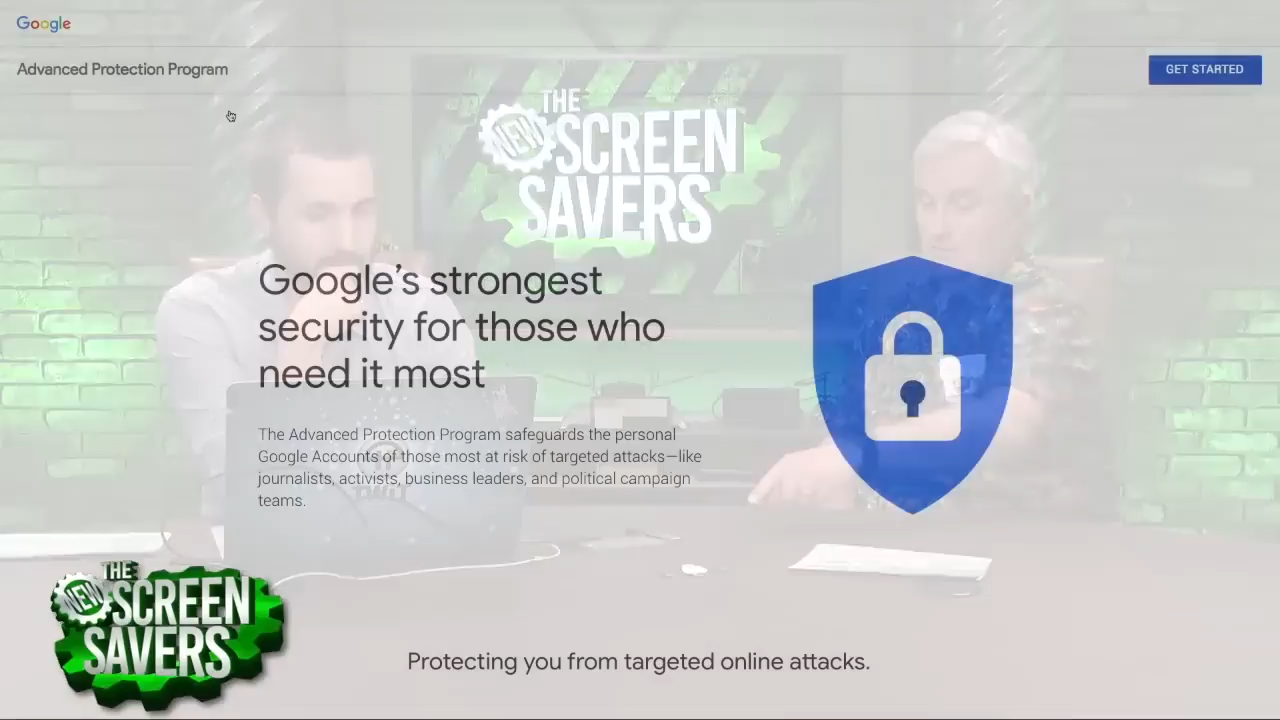 Google
Advanced Protection Program
GET STARTED
THE
NEW
SCREEN
SAVERS
Google’s strongest
security for those who
need it most
The Advanced Protection Program safeguards the personal
Google Accounts of those most at risk of targeted attacks—like
journalists, activists, business leaders, and political campaign
teams.
THE
NEW
SCREEN
SAVERS
Protecting you from targeted online attacks.